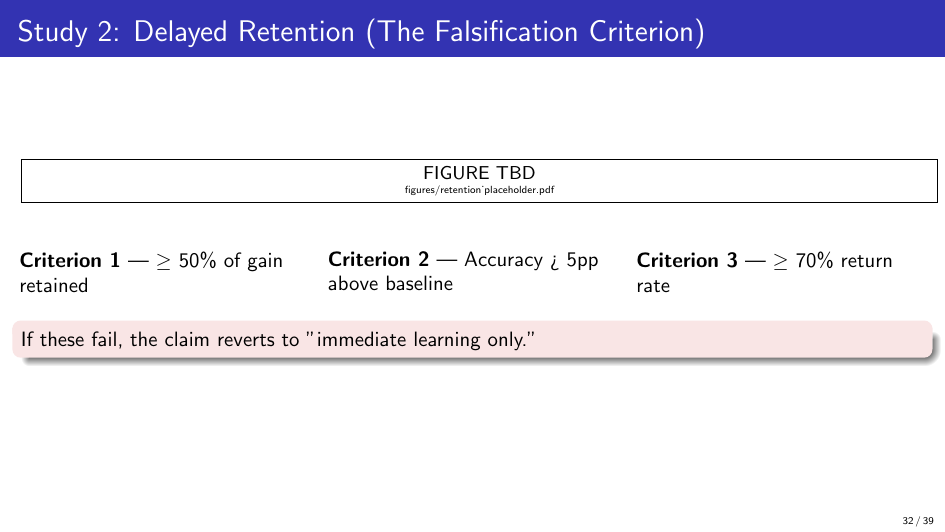 Study 2: Delayed Retention (The Falsification Criterion)
FIGURE TBD
figures/retention˙placeholder.pdf
Criterion 1 — ≥ 50% of gain
retained
Criterion 2 — Accuracy ¿ 5pp
above baseline
Criterion 3 — ≥ 70% return
rate
If these fail, the claim reverts to ”immediate learning only.”
32 / 39